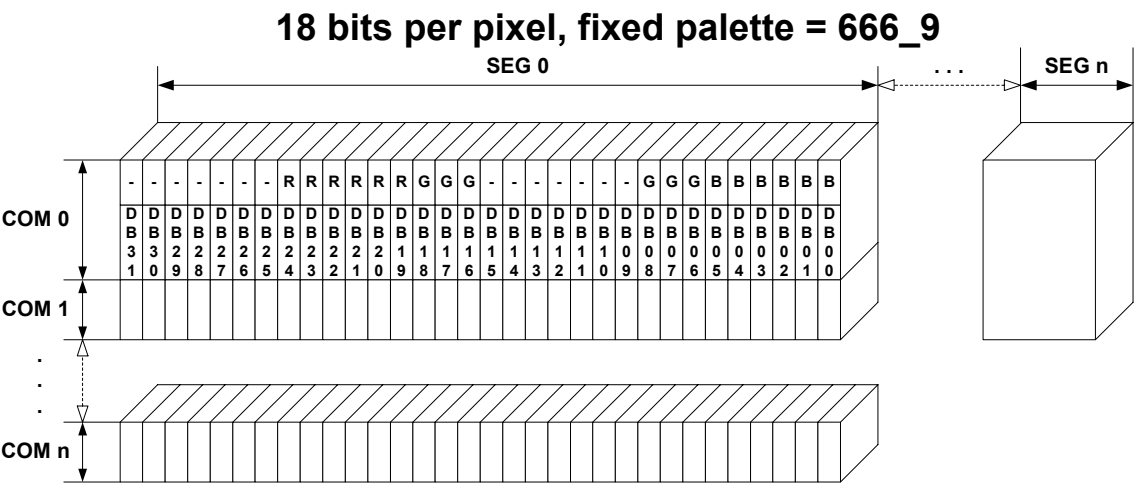 18 bits per pixel, fixed palette = 666_9
SEG 0 . . . SEG n
COM 0
- - - - - - - R R R R R R G G G - - - - - - - G G G B B B B B B
DB31 DB30 DB29 DB28 DB27 DB26 DB25 DB24 DB23 DB22 DB21 DB20 DB19 DB18 DB17 DB16 DB15 DB14 DB13 DB12 DB11 DB10 DB09 DB08 DB07 DB06 DB05 DB04 DB03 DB02 DB01 DB00
COM 1
. . .
COM n